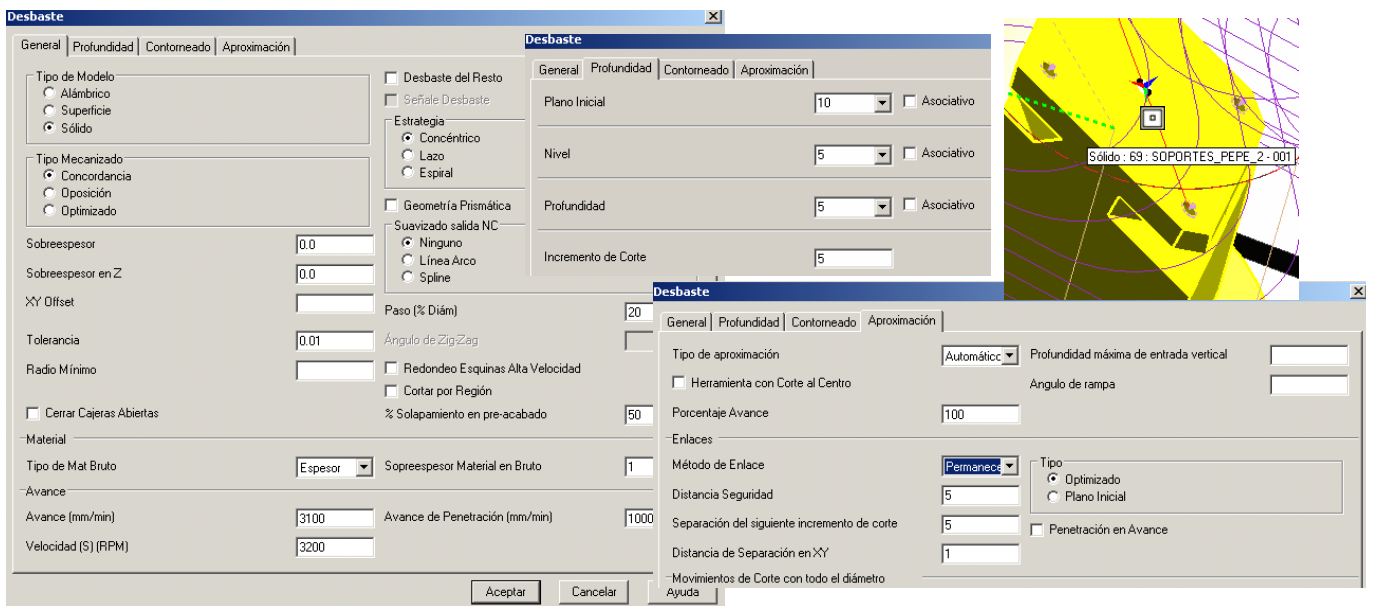 Desbaste
General Profundidad Contorneado Aproximación
Tipo de Modelo
Alámbrico
Superficie
Sólido
Tipo Mecanizado
Concordancia
Oposición
Optimizado
Sobreespesor 0.0
Sobreespesor en Z 0.0
XY Offset
Tolerancia 0.01
Radio Mínimo
Cerrar Cajeras Abiertas
Desbaste del Resto
Señale Desbaste
Estrategia
Concéntrico
Lazo
Espiral
Geometría Prismática
Suavizado salida NC
Ninguno
Línea Arco
Spline
Paso (% Diám) 20
Ángulo de Zig-Zag
Redondeo Esquinas Alta Velocidad
Cortar por Región
% Solapamiento en pre-acabado 50
Material
Tipo de Mat Bruto Espesor Sopreespesor Material en Bruto 1
Avance
Avance (mm/min) 3100 Avance de Penetración (mm/min) 1000
Velocidad (S) (RPM) 3200
Aceptar Cancelar Ayuda
Desbaste
General Profundidad Contorneado Aproximación
Plano Inicial 10 Asociativo
Nivel 5 Asociativo
Profundidad 5 Asociativo
Incremento de Corte 5
Sólido : 69 : SOPORTES_PEPE_2 - 001
Desbaste
General Profundidad Contorneado Aproximación
Tipo de aproximación Automáticc Profundidad máxima de entrada vertical
Herramienta con Corte al Centro Angulo de rampa
Porcentaje Avance 100
Enlaces
Método de Enlace Permanece
Tipo
Optimizado
Plano Inicial
Distancia Seguridad 5
Separación del siguiente incremento de corte 5 Penetración en Avance
Distancia de Separación en XY 1
Movimientos de Corte con todo el diámetro